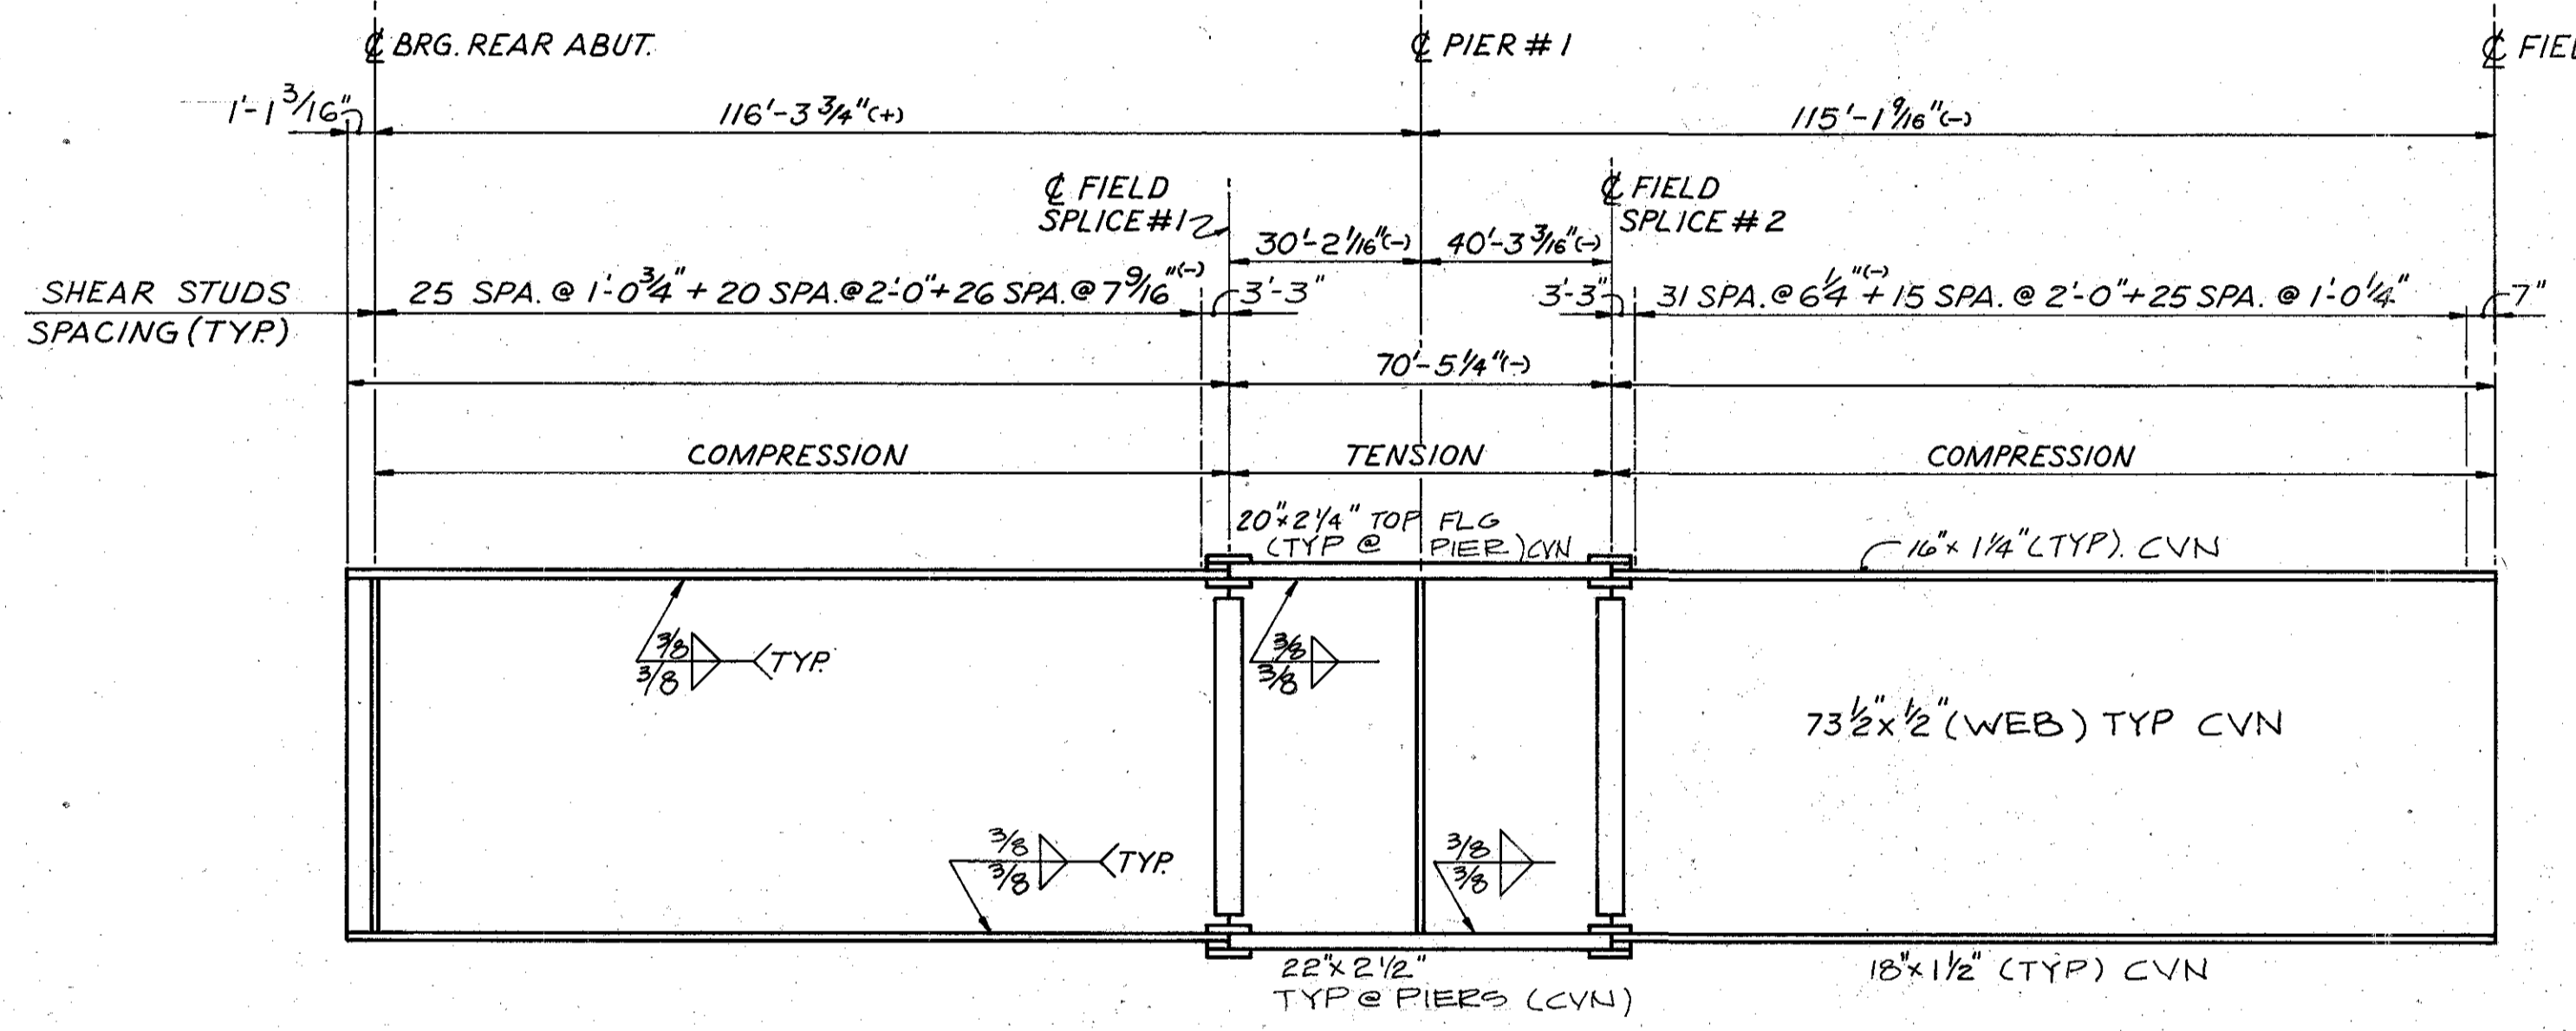 ℄ BRG. REAR ABUT.
℄ PIER #1
℄ FIEL
1'-1 3/16"
116'-3 3/4"(+)
115'-1 9/16"(-)
℄ FIELD
SPLICE #1
℄ FIELD
SPLICE #2
30'-2 1/16"(-)
40'-3 3/16"(-)
SHEAR STUDS
SPACING (TYP.)
25 SPA. @ 1'-0 3/4" + 20 SPA. @ 2'-0" + 26 SPA. @ 7 9/16"(-)
3'-3"
3'-3"
31 SPA. @ 6 1/4"(-) + 15 SPA. @ 2'-0" + 25 SPA. @ 1'-0 1/4"
7"
70'-5 1/4"(-)
COMPRESSION
TENSION
COMPRESSION
20"x 2 1/4" TOP FLG
(TYP @ PIER) CVN
16"x 1 1/4" (TYP). CVN
3/8
3/8
TYP.
3/8
3/8
73 1/2"x 1/2" (WEB) TYP CVN
3/8
3/8
TYP.
3/8
3/8
22"x 2 1/2"
TYP @ PIERS (CVN)
18"x 1 1/2" (TYP) CVN